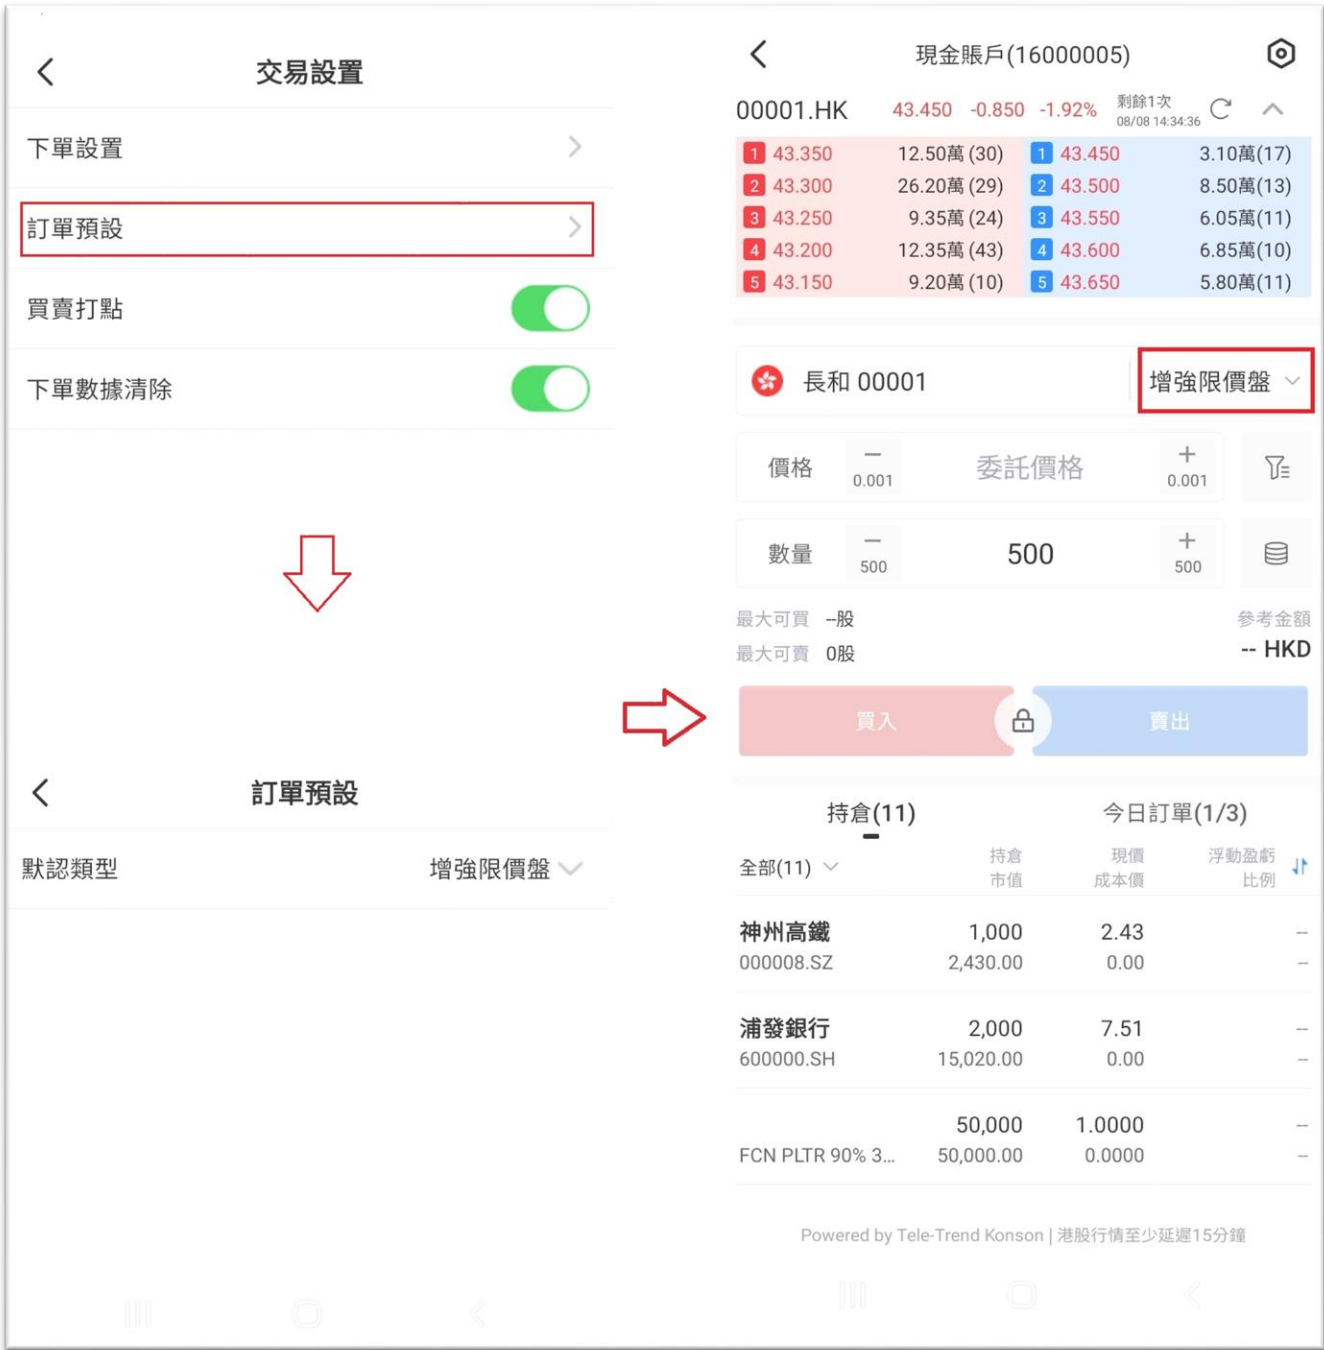 交易設置
下單設置
訂單預設
買賣打點
下單數據清除
訂單預設
默認類型 增強限價盤
現金賬戶(16000005)
00001.HK 43.450 -0.850 -1.92% 剩餘1次
08/08 14:34:36
1 43.350 12.50萬 (30) 1 43.450 3.10萬(17)
2 43.300 26.20萬 (29) 2 43.500 8.50萬(13)
3 43.250 9.35萬 (24) 3 43.550 6.05萬(11)
4 43.200 12.35萬 (43) 4 43.600 6.85萬(10)
5 43.150 9.20萬 (10) 5 43.650 5.80萬(11)
長和 00001 增強限價盤
價格 − 委託價格 +
0.001 0.001
數量 − 500 +
500 500
最大可買 --股 參考金額
最大可賣 0股 -- HKD
買入 賣出
持倉(11) 今日訂單(1/3)
全部(11) 持倉 現價 浮動盈虧
市值 成本價 比例
神州高鐵 1,000 2.43 --
000008.SZ 2,430.00 0.00 --
浦發銀行 2,000 7.51 --
600000.SH 15,020.00 0.00 --
50,000 1.0000 --
FCN PLTR 90% 3... 50,000.00 0.0000 --
Powered by Tele-Trend Konson | 港股行情至少延遲15分鐘